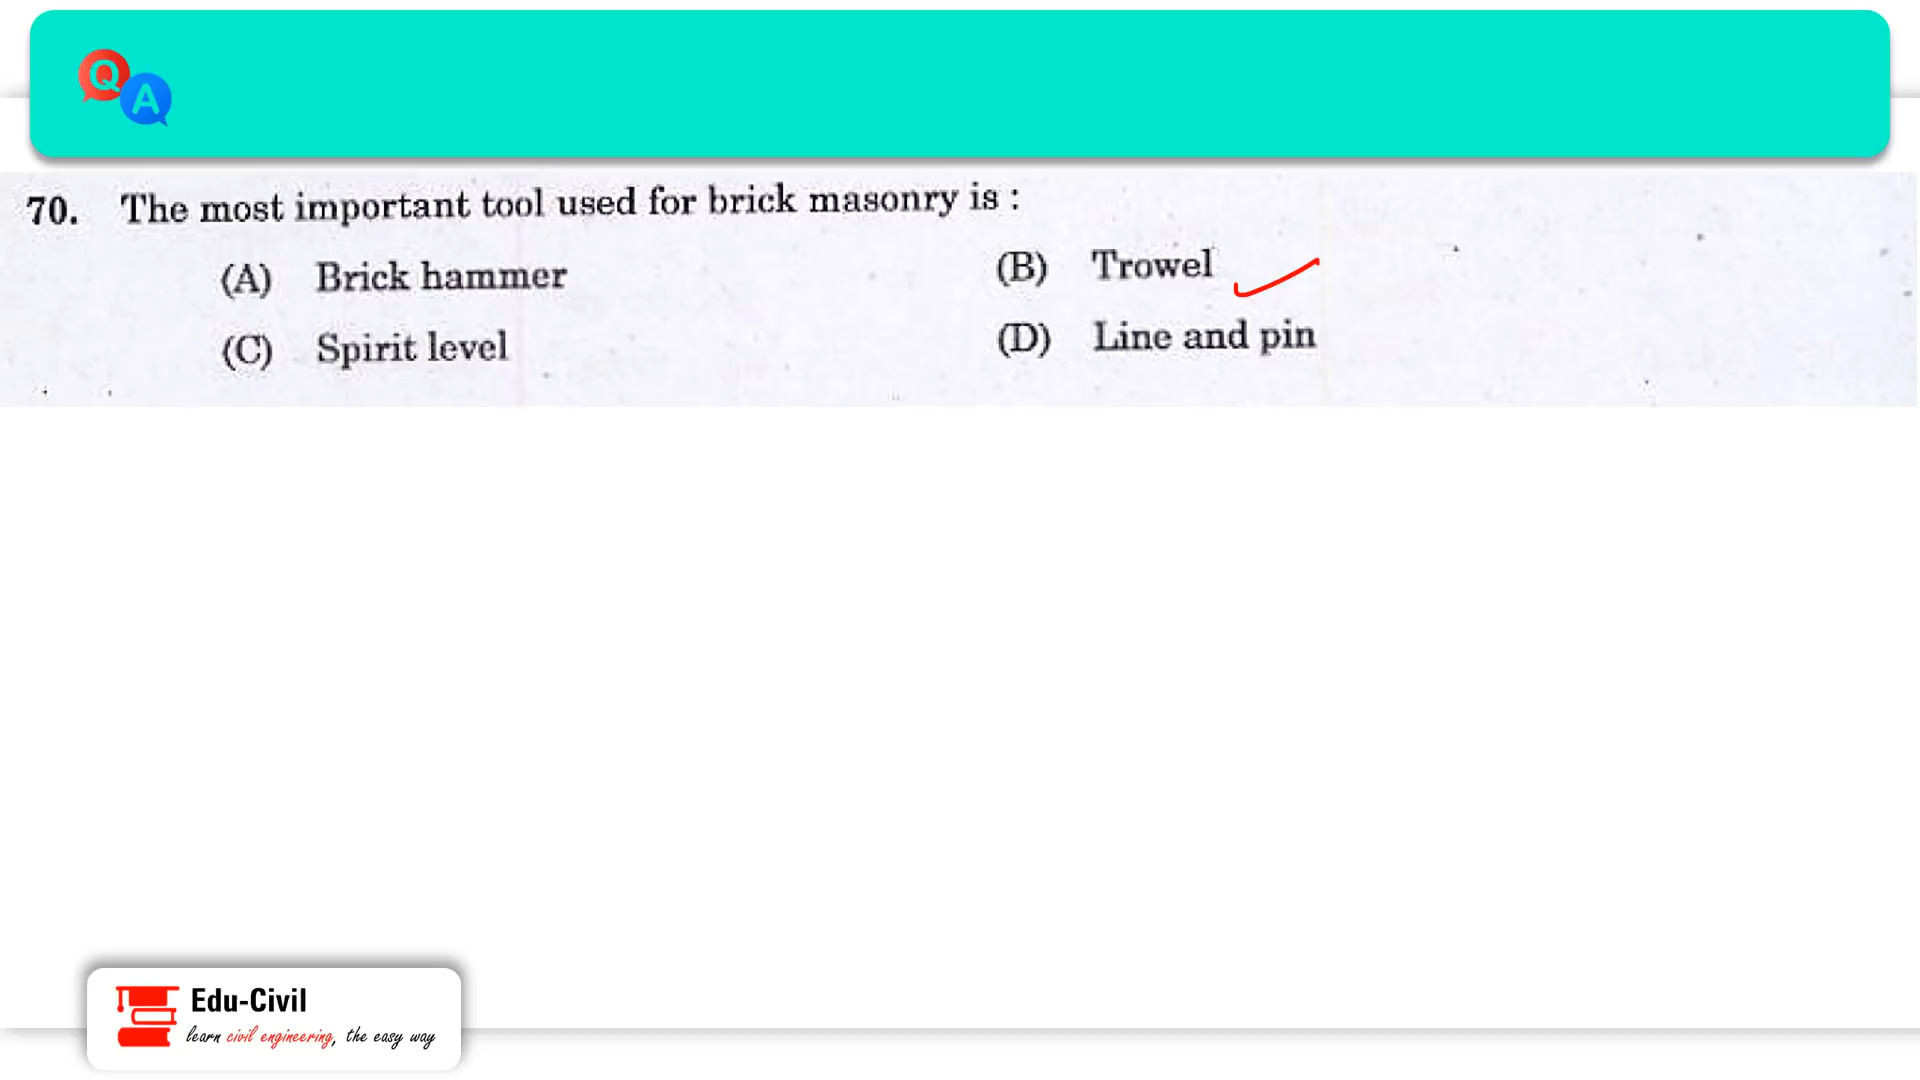 QA
70. The most important tool used for brick masonry is :
(A) Brick hammer (B) Trowel
(C) Spirit level (D) Line and pin
Edu-Civil
learn civil engineering, the easy way